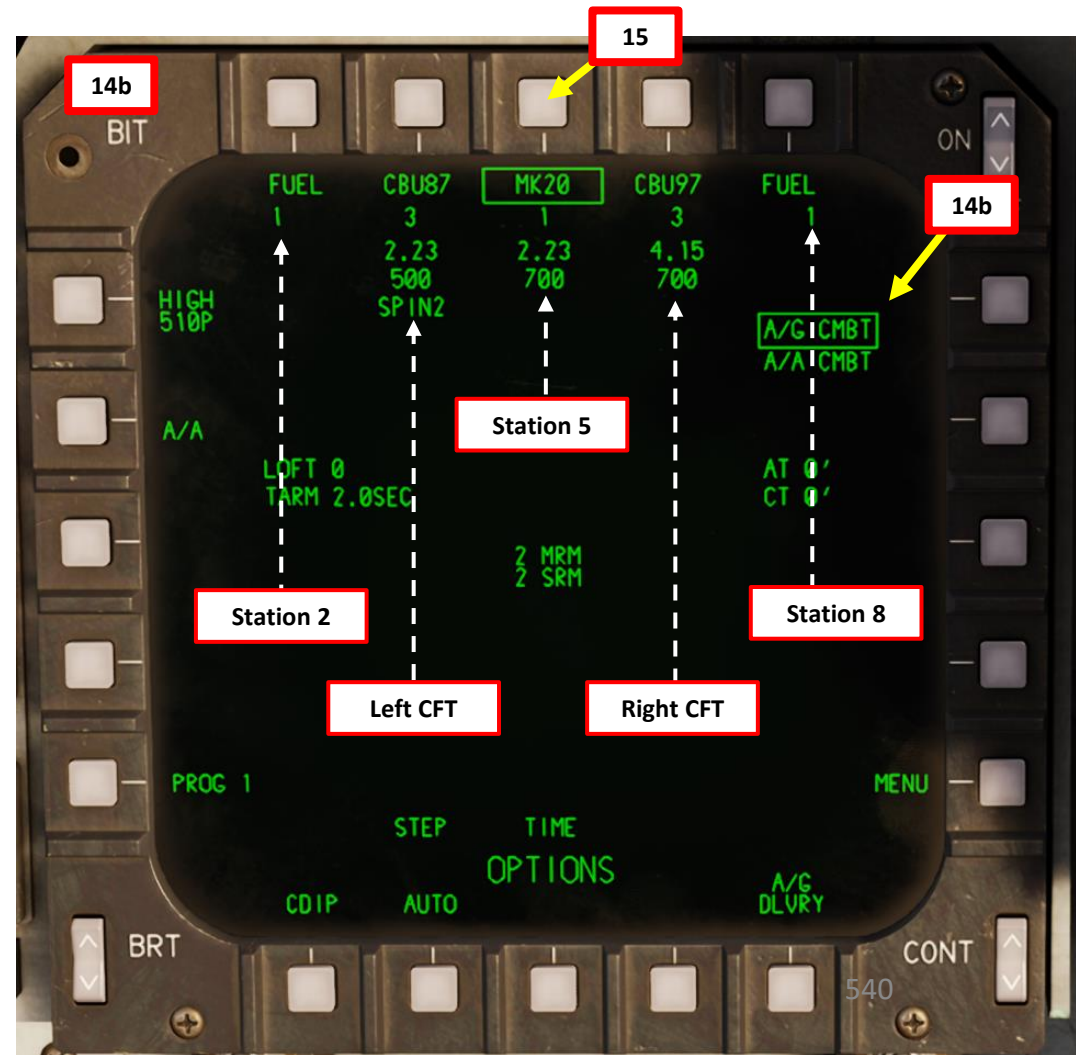 15
14b
BIT
ON
FUEL CBU87 MK20 CBU97 FUEL
1 3 1 3 1
14b
2.23 2.23 4.15
500 700 700
SPIN2
HIGH
510P
A/G CMBT
A/A CMBT
Station 5
A/A
LOFT 0 AT 0'
TARM 2.0SEC CT 0'
2 MRM
2 SRM
Station 2
Station 8
Left CFT
Right CFT
PROG 1
MENU
STEP TIME
OPTIONS
CDIP AUTO A/G
DLVRY
BRT
CONT
540